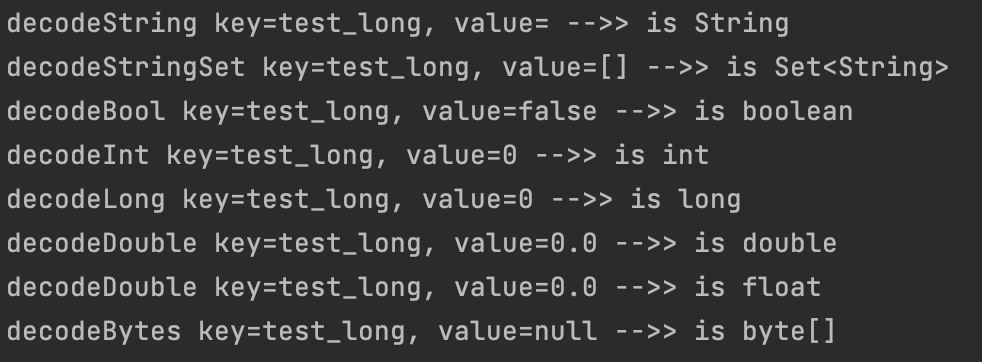 decodeString key=test_long, value= -->> is String
decodeStringSet key=test_long, value=[] -->> is Set<String>
decodeBool key=test_long, value=false -->> is boolean
decodeInt key=test_long, value=0 -->> is int
decodeLong key=test_long, value=0 -->> is long
decodeDouble key=test_long, value=0.0 -->> is double
decodeDouble key=test_long, value=0.0 -->> is float
decodeBytes key=test_long, value=null -->> is byte[]